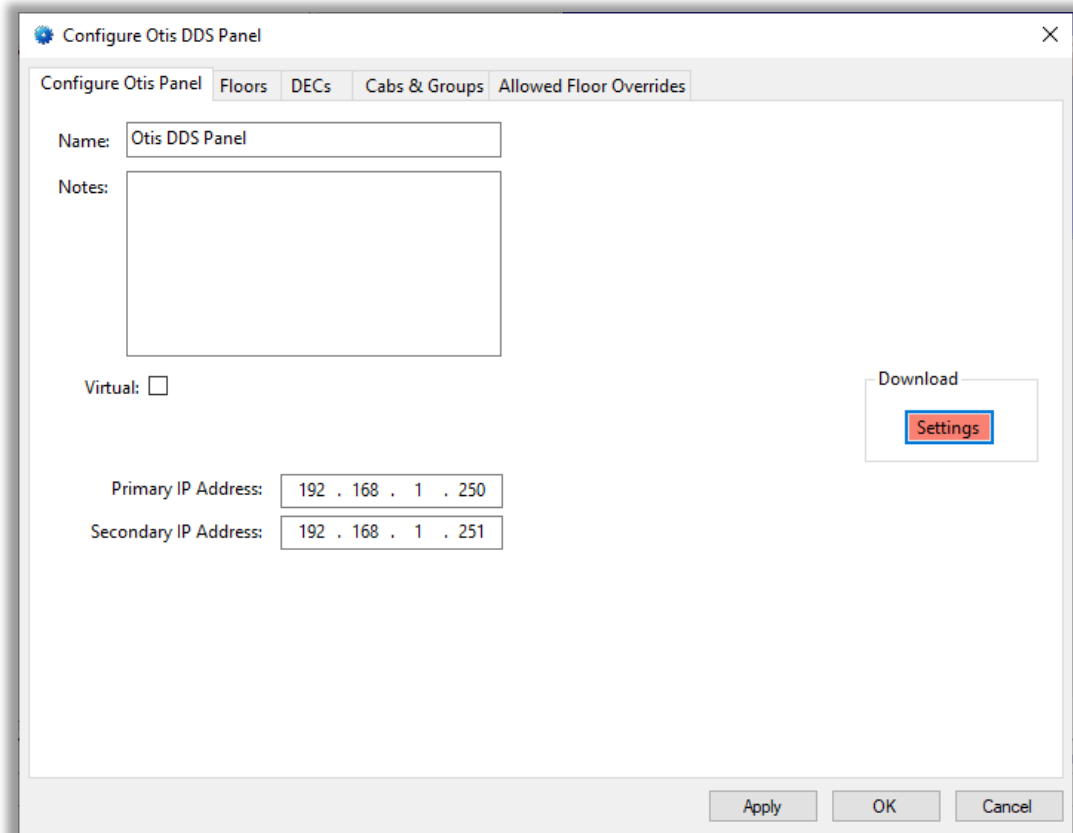 Configure Otis DDS Panel
Configure Otis Panel Floors DECs Cabs & Groups Allowed Floor Overrides
Name: Otis DDS Panel
Notes:
Virtual:
Download
Settings
Primary IP Address: 192 . 168 . 1 . 250
Secondary IP Address: 192 . 168 . 1 . 251
Apply OK Cancel